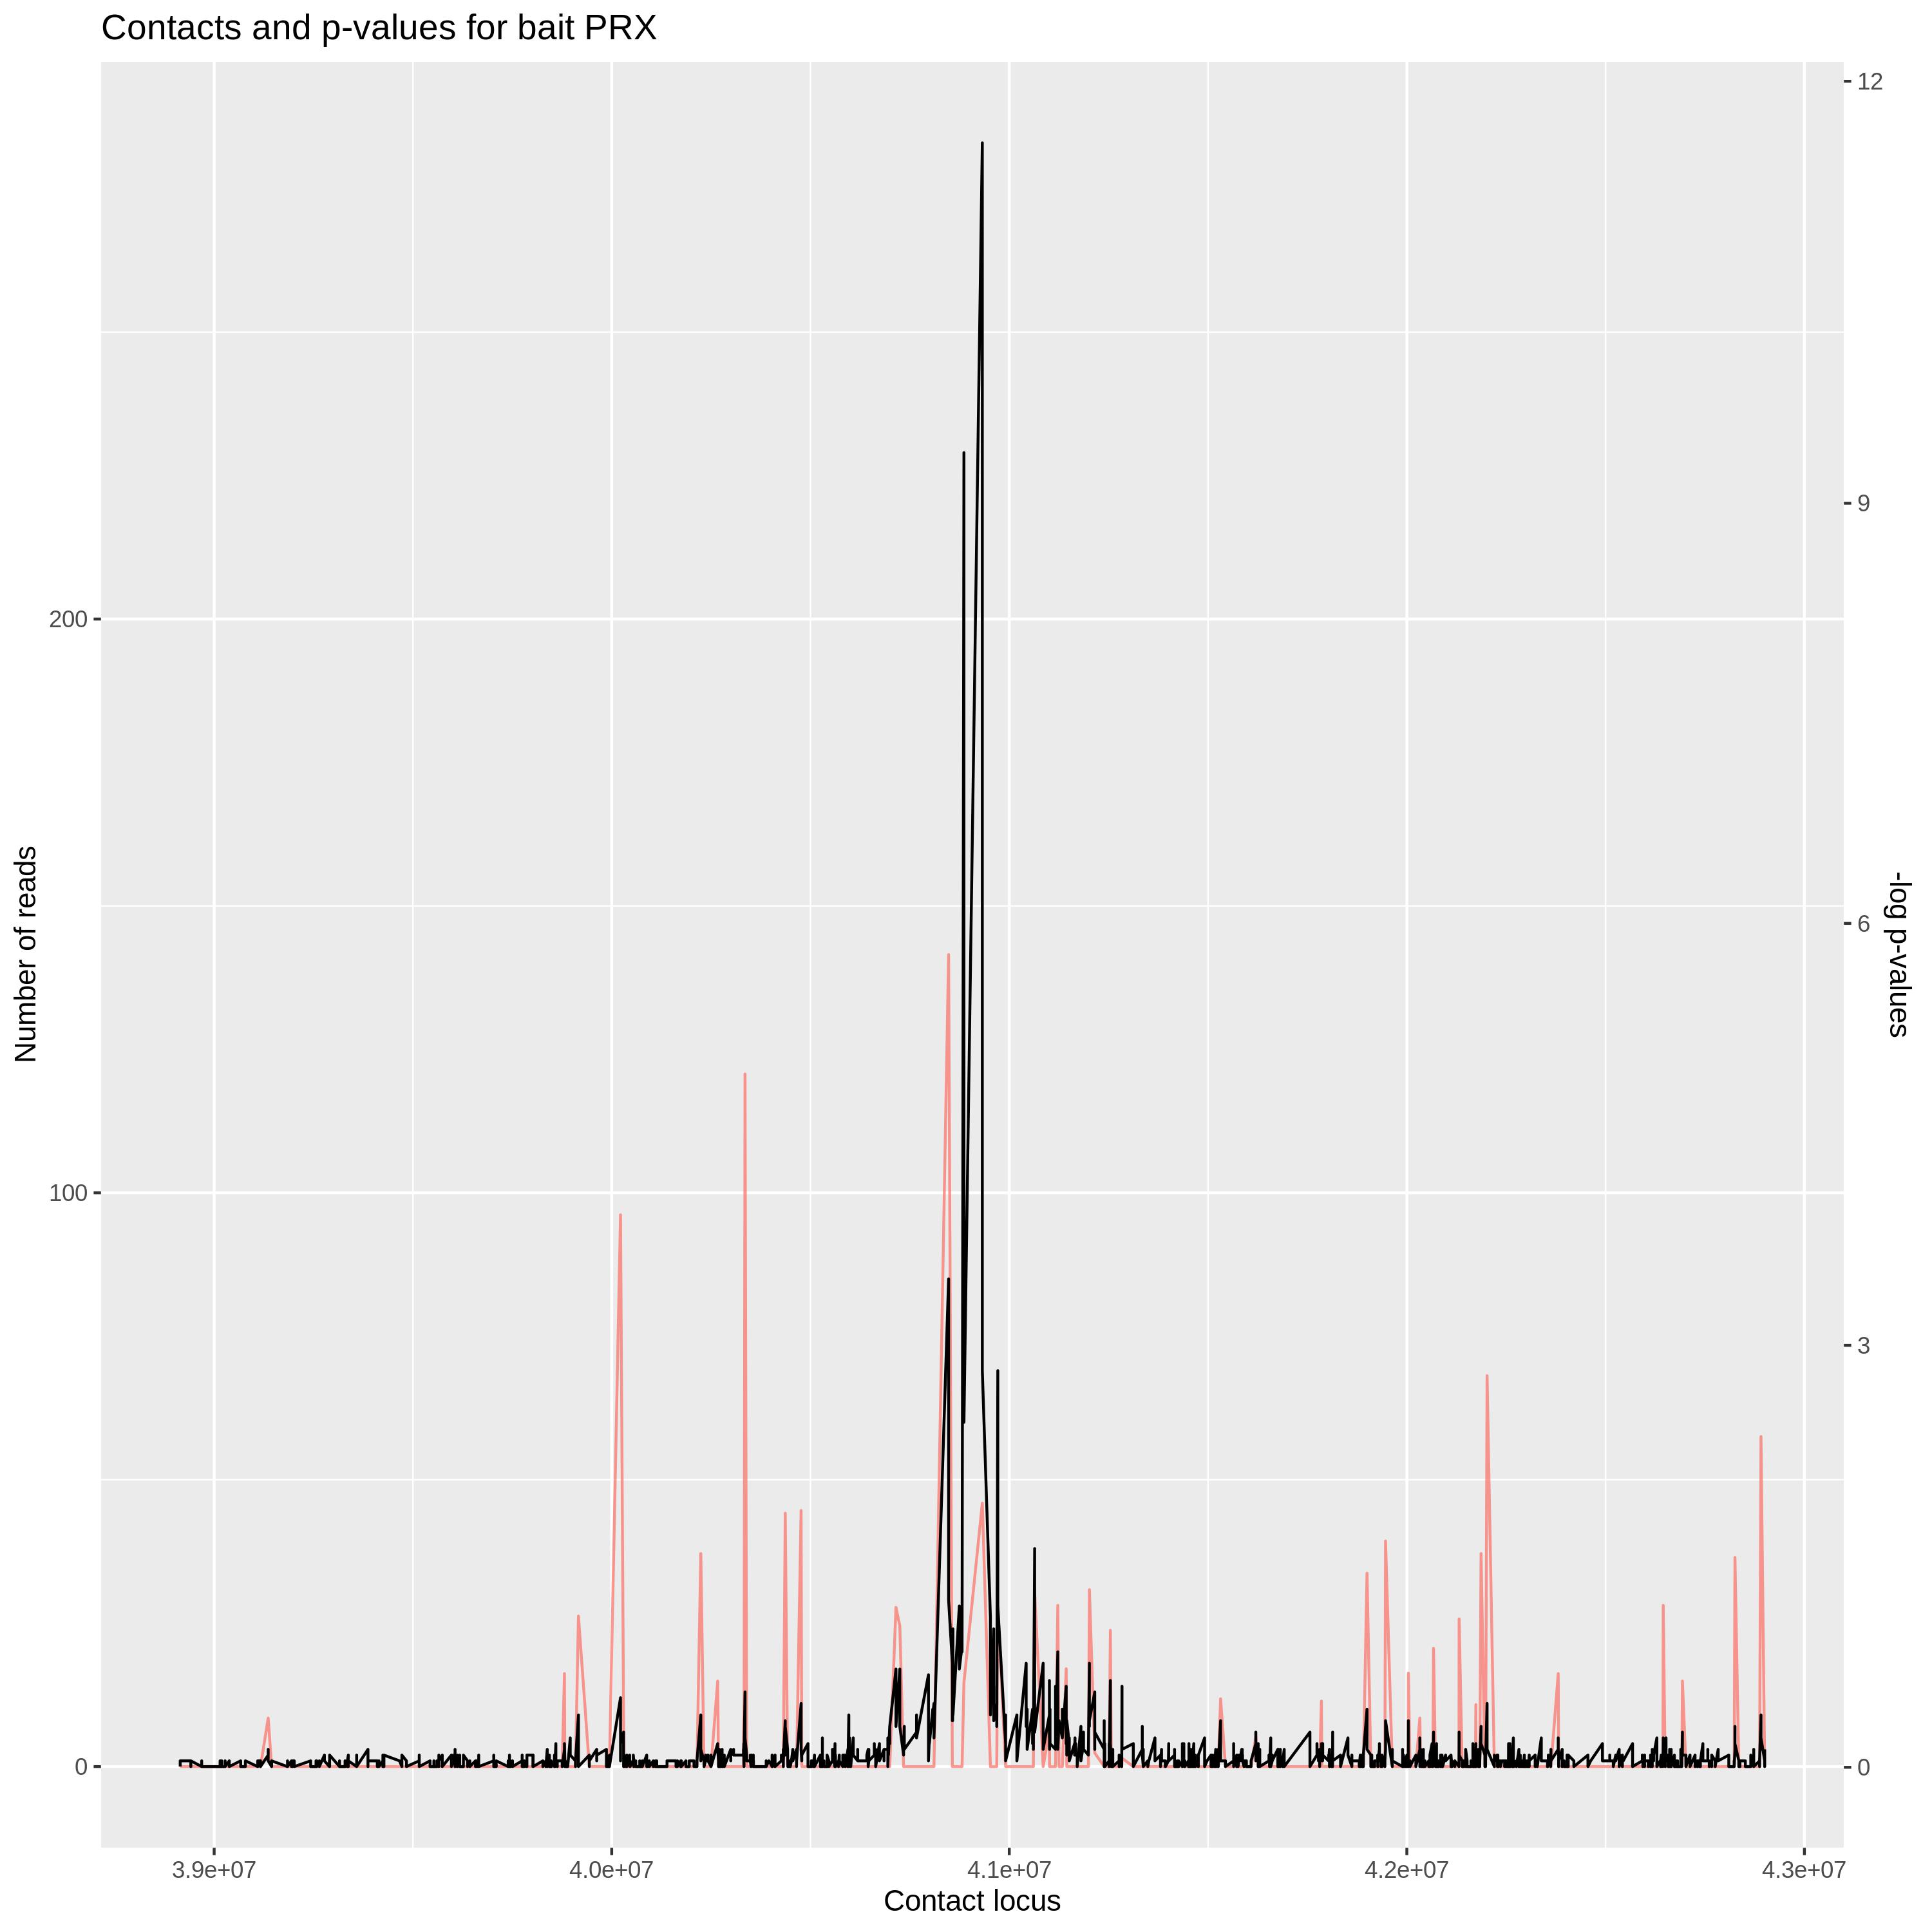 Contacts and p-values for bait PRX
12
9
200
6
Number of reads
-log p-values
100
3
0
0
3.9e+07
4.0e+07
4.1e+07
4.2e+07
4.3e+07
Contact locus